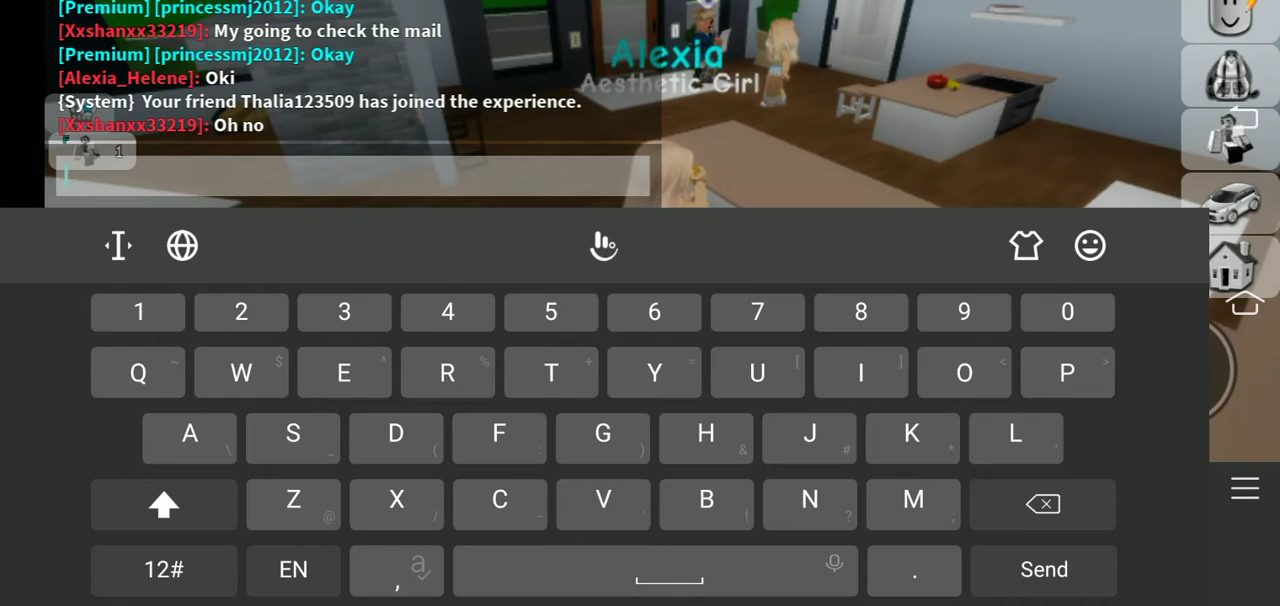 [Premium] [princessmj2012]: Okay
[Xxshanxx33219]: My going to check the mail
[Premium] [princessmj2012]: Okay
[Alexia_Helene]: Oki
{System} Your friend Thalia123509 has joined the experience.
[Xxshanxx33219]: Oh no
Alexia
Aesthetic Girl
1
1 2 3 4 5 6 7 8 9 0
Q ~ W $ E ^ R % T + Y = U [ I ] O < P >
A \ S _ D ( F : G ) H & J # K * L "
Z @ X / C - V ' B ! N ? M ;
12# EN , a . Send